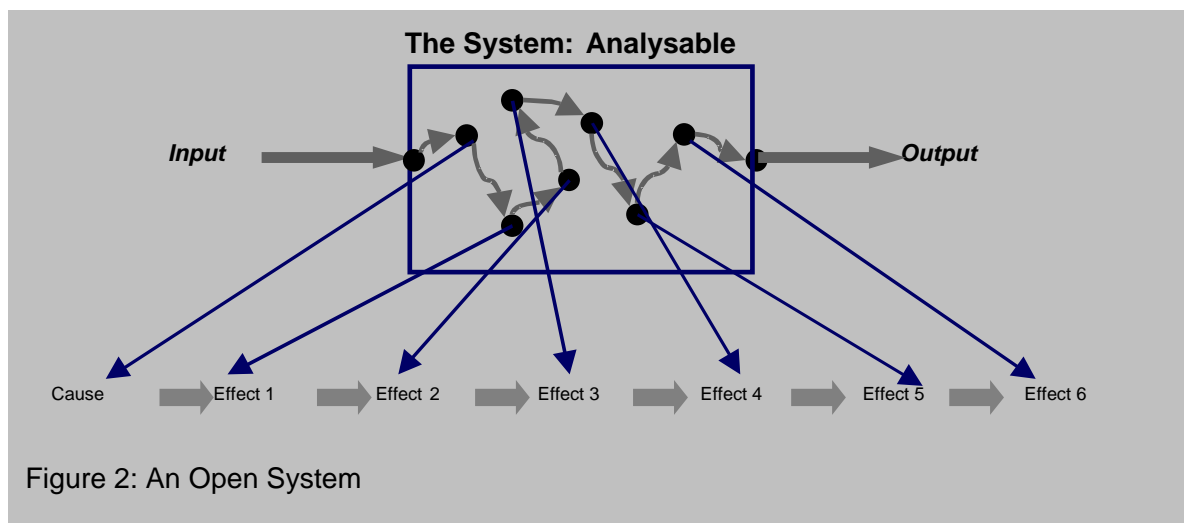 The System: Analysable
Input
Output
Cause
Effect 1
Effect 2
Effect 3
Effect 4
Effect 5
Effect 6
Figure 2: An Open System